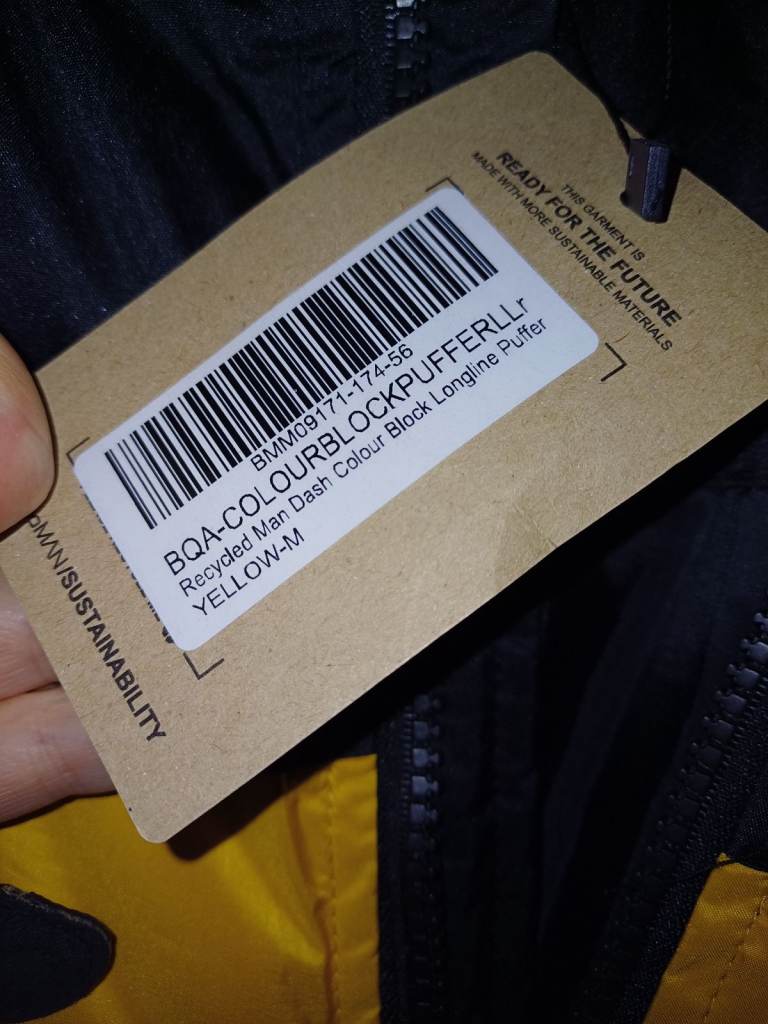 THIS GARMENT IS
READY FOR THE FUTURE
MADE WITH MORE SUSTAINABLE MATERIALS
BMM09171-174-56
BQA-COLOURBLOCKPUFFERLLr
Recycled Man Dash Colour Block Longline Puffer
YELLOW-M
MAN/SUSTAINABILITY